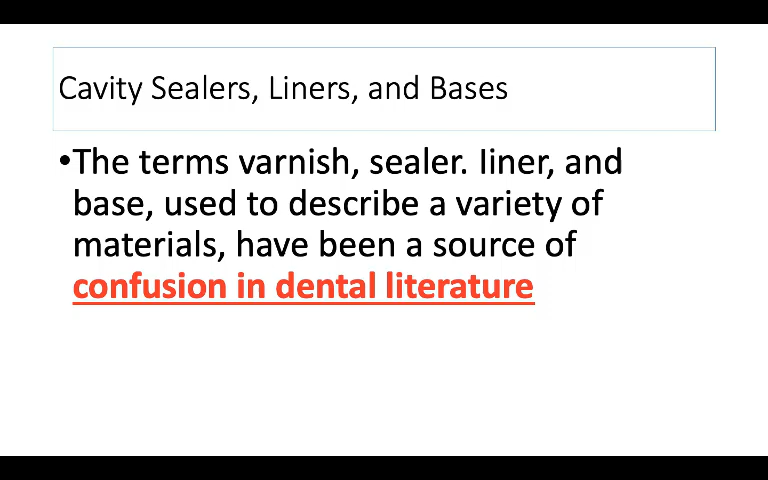 Cavity Sealers, Liners, and Bases
•The terms varnish, sealer. Iiner, and
base, used to describe a variety of
materials, have been a source of
confusion in dental literature